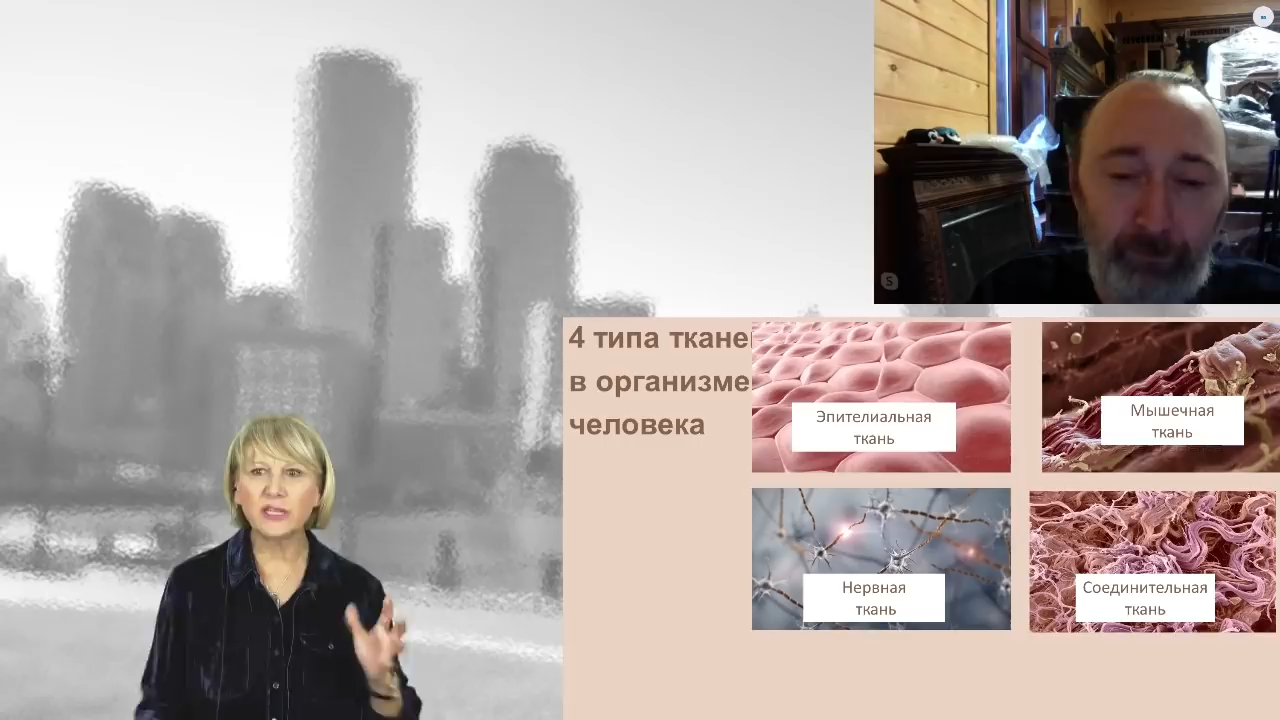 4 типа ткане
в организме
человека
Эпителиальная
ткань
Мышечная
ткань
Нервная
ткань
Соединительная
ткань
S